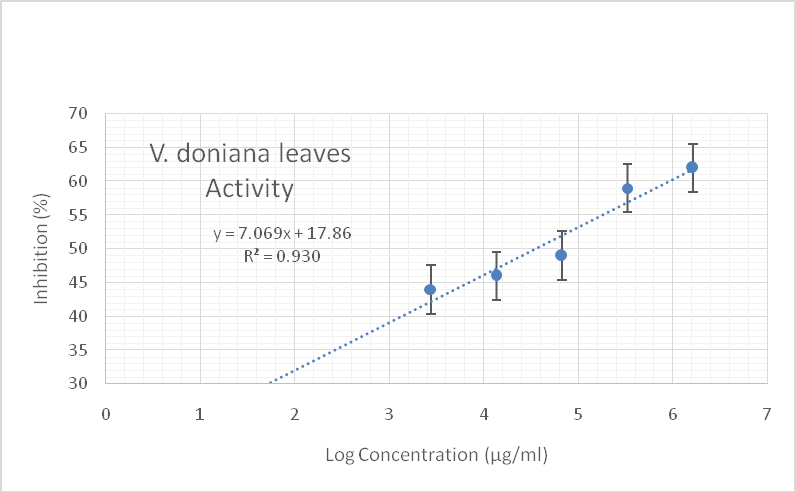 V. doniana leaves
Activity
y = 7.069x + 17.86
R² = 0.930
Inhibition (%)
70
65
60
55
50
45
40
35
30
0 1 2 3 4 5 6 7
Log Concentration (µg/ml)